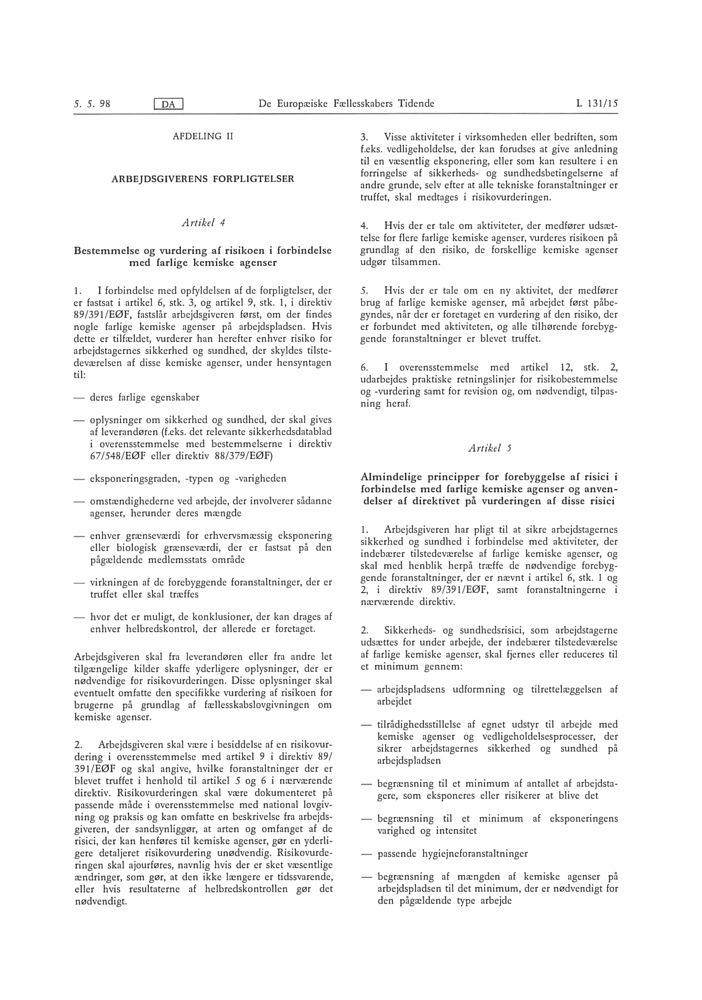 5. 5. 98
DA
De Europæiske Fællesskabers Tidende
L 131/15
AFDELING II
ARBEJDSGIVERENS FORPLIGTELSER
Artikel 4
Bestemmelse og vurdering af risikoen i forbindelse
med farlige kemiske agenser
1. I forbindelse med opfyldelsen af de forpligtelser, der
er fastsat i artikel 6, stk. 3, og artikel 9, stk. 1, i direktiv
89/391/EØF, fastslår arbejdsgiveren først, om der findes
nogle farlige kemiske agenser på arbejdspladsen. Hvis
dette er tilfældet, vurderer han herefter enhver risiko for
arbejdstagernes sikkerhed og sundhed, der skyldes tilste-
deværelsen af disse kemiske agenser, under hensyntagen
til:
— deres farlige egenskaber
— oplysninger om sikkerhed og sundhed, der skal gives
af leverandøren (f.eks. det relevante sikkerhedsdatablad
i overensstemmelse med bestemmelserne i direktiv
67/548/EØF eller direktiv 88/379/EØF)
— eksponeringsgraden, -typen og -varigheden
— omstændighederne ved arbejde, der involverer sådanne
agenser, herunder deres mængde
— enhver grænseværdi for erhvervsmæssig eksponering
eller biologisk grænseværdi, der er fastsat på den
pågældende medlemsstats område
— virkningen af de forebyggende foranstaltninger, der er
truffet eller skal træffes
— hvor det er muligt, de konklusioner, der kan drages af
enhver helbredskontrol, der allerede er foretaget.
Arbejdsgiveren skal fra leverandøren eller fra andre let
tilgængelige kilder skaffe yderligere oplysninger, der er
nødvendige for risikovurderingen. Disse oplysninger skal
eventuelt omfatte den specifikke vurdering af risikoen for
brugerne på grundlag af fællesskabslovgivningen om
kemiske agenser.
2. Arbejdsgiveren skal være i besiddelse af en risikovur-
dering i overensstemmelse med artikel 9 i direktiv 89/
391/EØF og skal angive, hvilke foranstaltninger der er
blevet truffet i henhold til artikel 5 og 6 i nærværende
direktiv. Risikovurderingen skal være dokumenteret på
passende måde i overensstemmelse med national lovgiv-
ning og praksis og kan omfatte en beskrivelse fra arbejds-
giveren, der sandsynliggør, at arten og omfanget af de
risici, der kan henføres til kemiske agenser, gør en yderli-
gere detaljeret risikovurdering unødvendig. Risikovurde-
ringen skal ajourføres, navnlig hvis der er sket væsentlige
ændringer, som gør, at den ikke længere er tidssvarende,
eller hvis resultaterne af helbredskontrollen gør det
nødvendigt.
3. Visse aktiviteter i virksomheden eller bedriften, som
f.eks. vedligeholdelse, der kan forudses at give anledning
til en væsentlig eksponering, eller som kan resultere i en
forringelse af sikkerheds- og sundhedsbetingelserne af
andre grunde, selv efter at alle tekniske foranstaltninger er
truffet, skal medtages i risikovurderingen.
4. Hvis der er tale om aktiviteter, der medfører udsæt-
telse for flere farlige kemiske agenser, vurderes risikoen på
grundlag af den risiko, de forskellige kemiske agenser
udgør tilsammen.
5. Hvis der er tale om en ny aktivitet, der medfører
brug af farlige kemiske agenser, må arbejdet først påbe-
gyndes, når der er foretaget en vurdering af den risiko, der
er forbundet med aktiviteten, og alle tilhørende forebyg-
gende foranstaltninger er blevet truffet.
6. I overensstemmelse med artikel 12, stk. 2,
udarbejdes praktiske retningslinjer for risikobestemmelse
og -vurdering samt for revision og, om nødvendigt, tilpas-
ning heraf.
Artikel 5
Almindelige principper for forebyggelse af risici i
forbindelse med farlige kemiske agenser og anven-
delser af direktivet på vurderingen af disse risici
1. Arbejdsgiveren har pligt til at sikre arbejdstagernes
sikkerhed og sundhed i forbindelse med aktiviteter, der
indebærer tilstedeværelse af farlige kemiske agenser, og
skal med henblik herpå træffe de nødvendige forebyg-
gende foranstaltninger, der er nævnt i artikel 6, stk. 1 og
2, i direktiv 89/391/EØF, samt foranstaltningerne i
nærværende direktiv.
2. Sikkerheds- og sundhedsrisici, som arbejdstagerne
udsættes for under arbejde, der indebærer tilstedeværelse
af farlige kemiske agenser, skal fjernes eller reduceres til
et minimum gennem:
— arbejdspladsens udformning og tilrettelæggelsen af
arbejdet
— tilrådighedsstillelse af egnet udstyr til arbejde med
kemiske agenser og vedligeholdelsesprocesser, der
sikrer arbejdstagernes sikkerhed og sundhed på
arbejdspladsen
— begrænsning til et minimum af antallet af arbejdsta-
gere, som eksponeres eller risikerer at blive det
— begrænsning til et minimum af eksponeringens
varighed og intensitet
— passende hygiejneforanstaltninger
— begrænsning af mængden af kemiske agenser på
arbejdspladsen til det minimum, der er nødvendigt for
den pågældende type arbejde